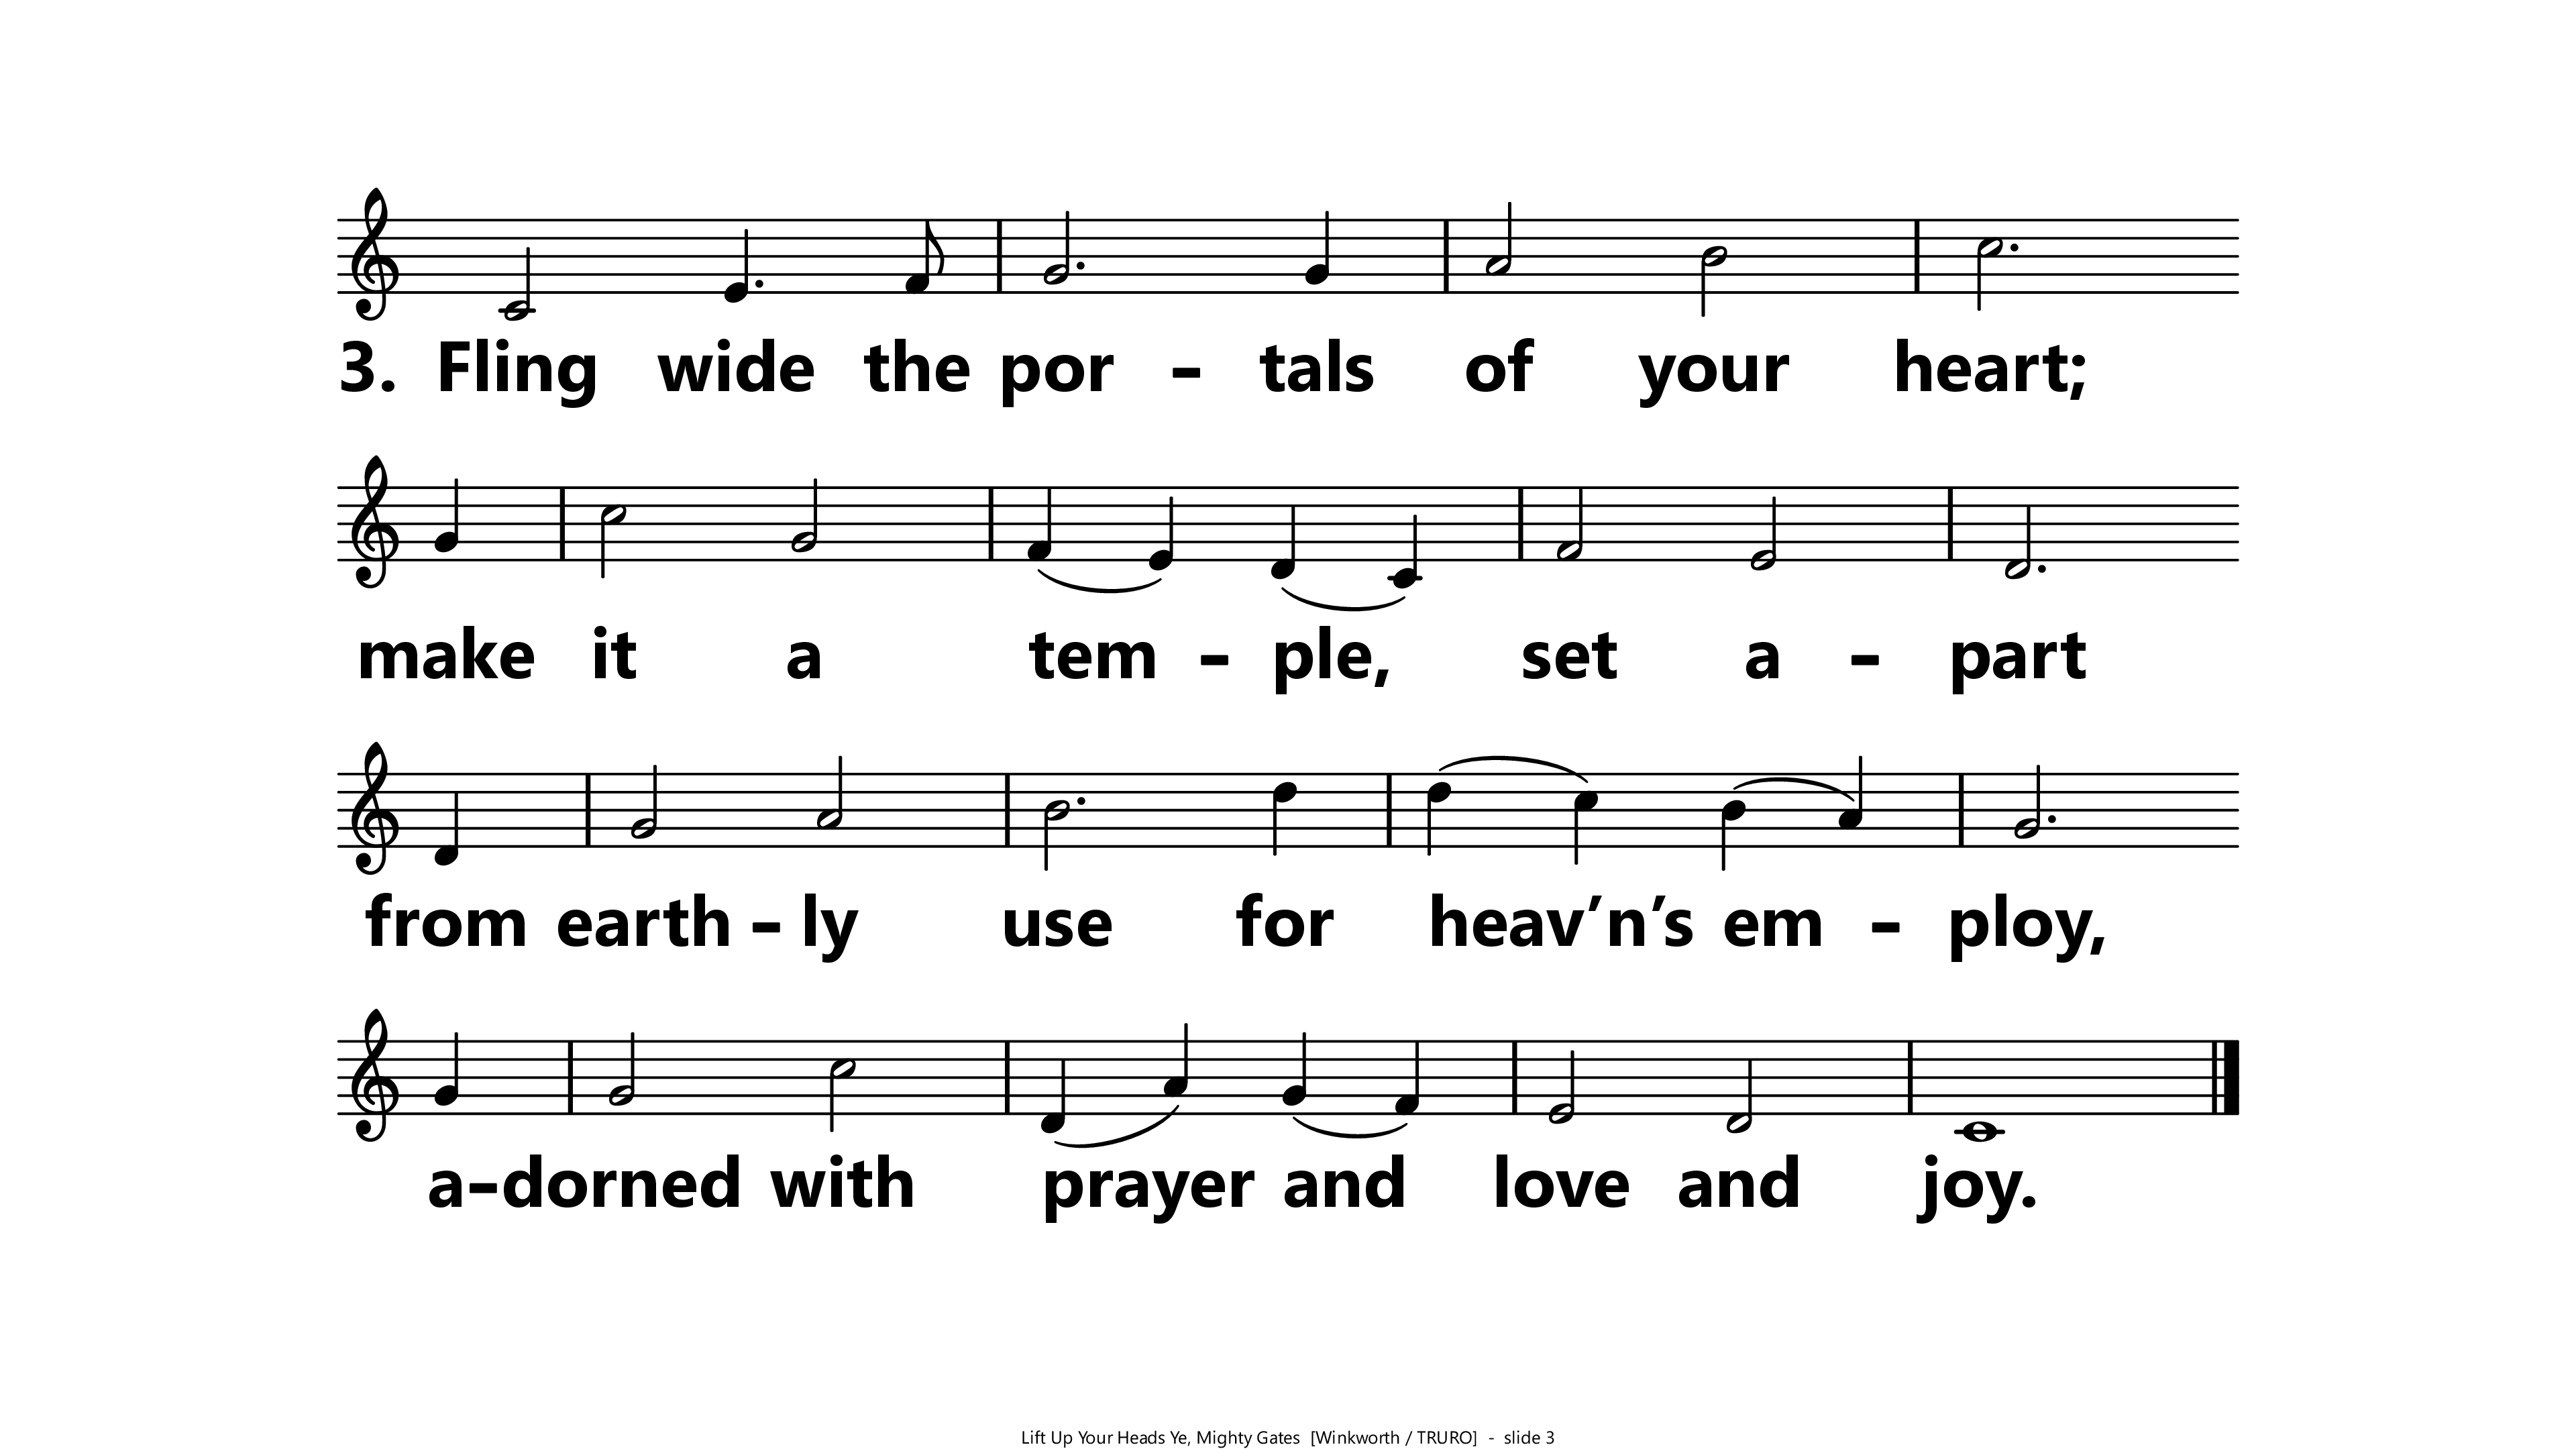 3. Fling wide the por - tals of your heart;
make it a tem - ple, set a - part
from earth - ly use for heav’n’s em - ploy,
a-dorned with prayer and love and joy.
Lift Up Your Heads Ye, Mighty Gates [Winkworth / TRURO] - slide 3